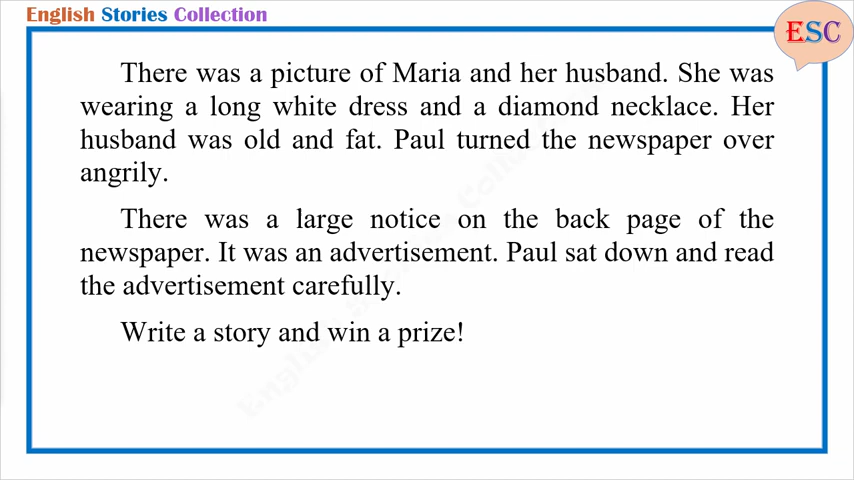 English Stories Collection
ESC
There was a picture of Maria and her husband. She was
wearing a long white dress and a diamond necklace. Her
husband was old and fat. Paul turned the newspaper over
angrily.
There was a large notice on the back page of the
newspaper. It was an advertisement. Paul sat down and read
the advertisement carefully.
Write a story and win a prize!